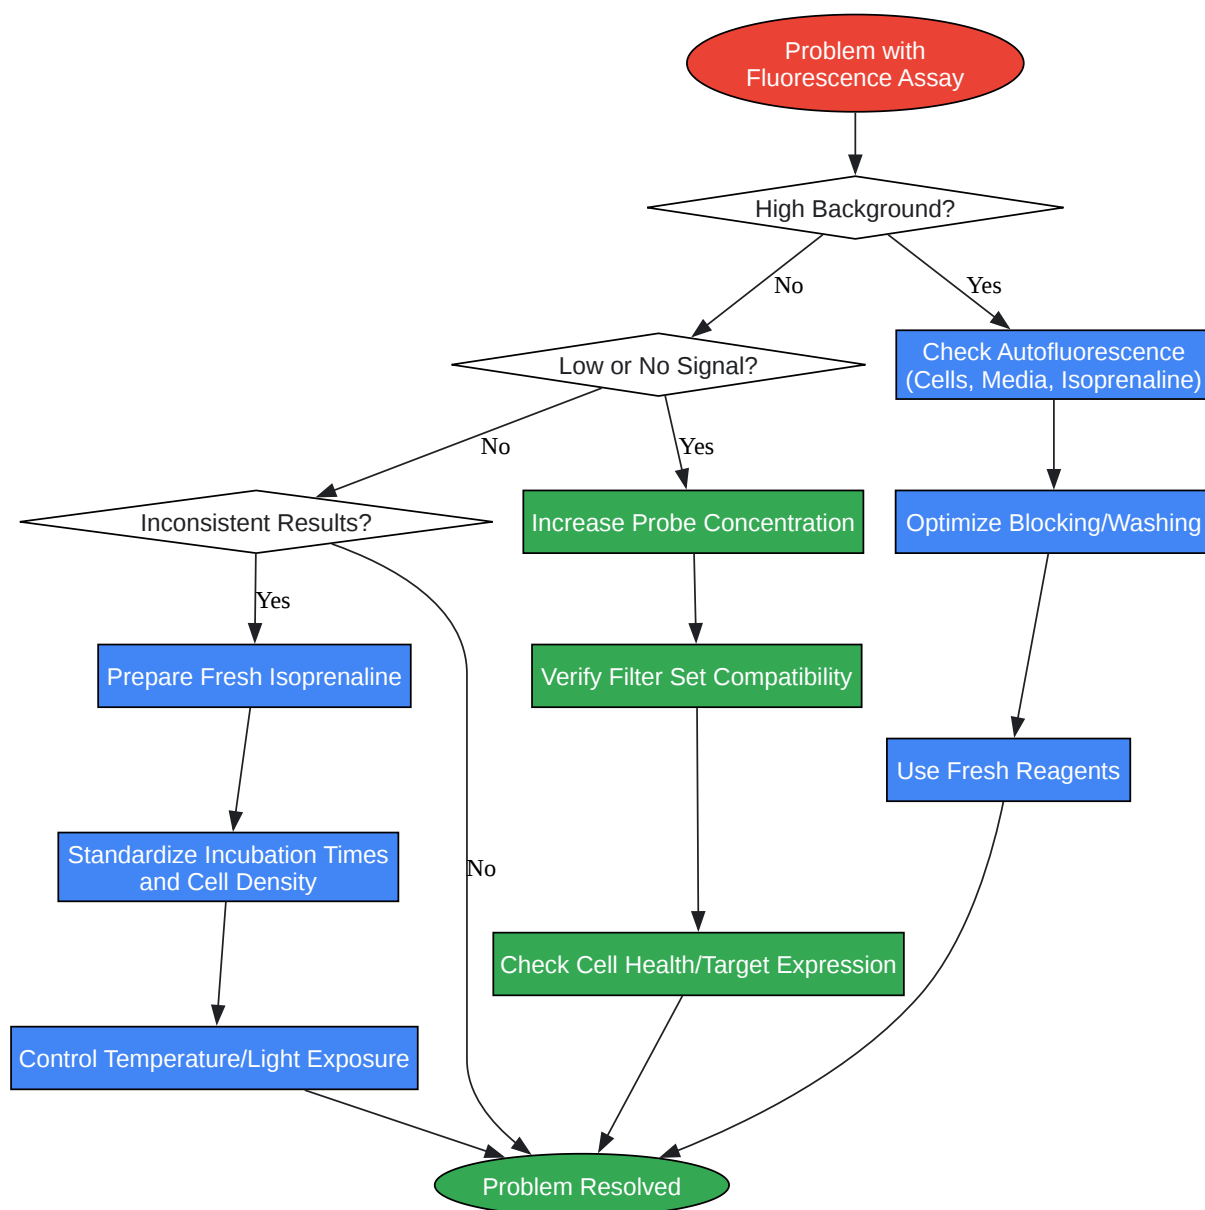 Problem with
Fluorescence Assay
High Background?
No
Yes
Low or No Signal?
Check Autofluorescence
(Cells, Media, Isoprenaline)
No
Yes
Inconsistent Results?
Increase Probe Concentration
Optimize Blocking/Washing
Yes
Prepare Fresh Isoprenaline
Verify Filter Set Compatibility
Use Fresh Reagents
Standardize Incubation Times
and Cell Density
No
Check Cell Health/Target Expression
Control Temperature/Light Exposure
Problem Resolved